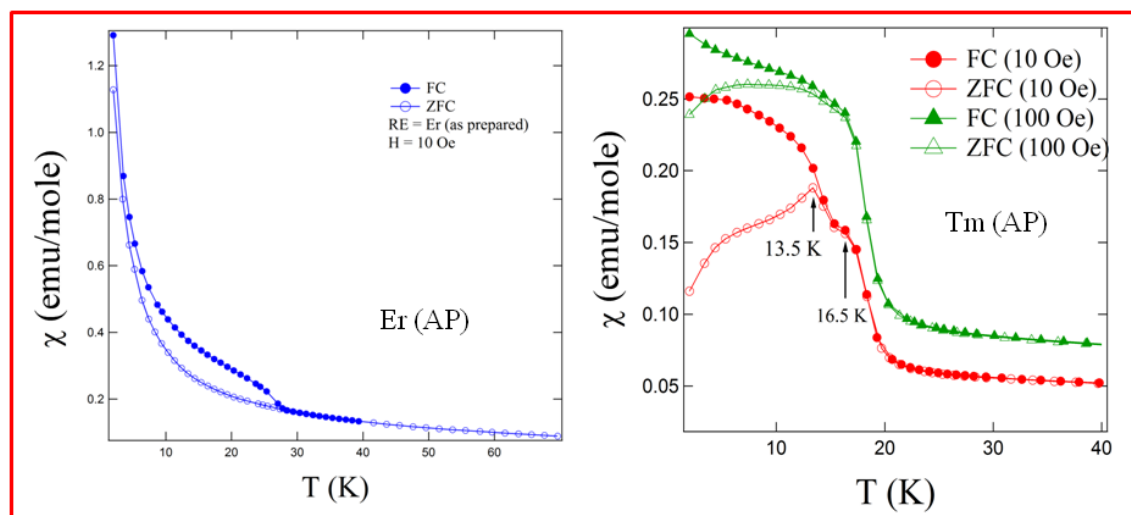 χ (emu/mole)
1.2
1.0
0.8
0.6
0.4
0.2
10
20
30
40
50
60
T (K)
FC
ZFC
RE = Er (as prepared)
H = 10 Oe
Er (AP)
χ (emu/mole)
0.25
0.20
0.15
0.10
0.05
10
20
30
40
T (K)
FC (10 Oe)
ZFC (10 Oe)
FC (100 Oe)
ZFC (100 Oe)
Tm (AP)
13.5 K
16.5 K